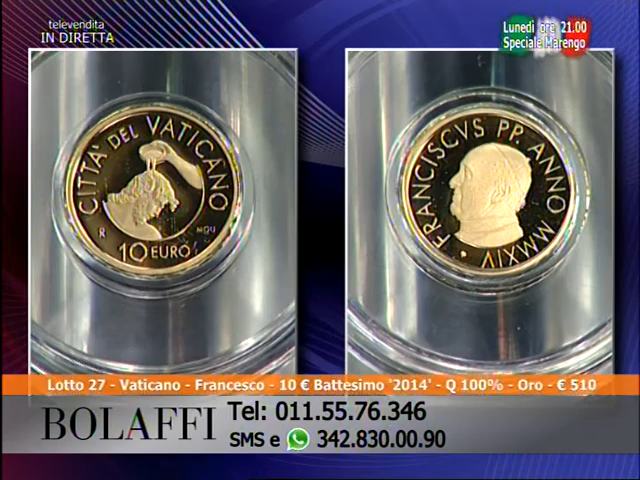 televendita
IN DIRETTA
Lunedì ore 21.00
Speciale Marengo
CITTÀ DEL VATICANO
R
MDU
10 EURO
FRANCISCVS PP. ANNO MMXIV
Lotto 27 - Vaticano - Francesco - 10 € Battesimo '2014' - Q 100% - Oro - € 510
BOLAFFI
Tel: 011.55.76.346
SMS e 342.830.00.90